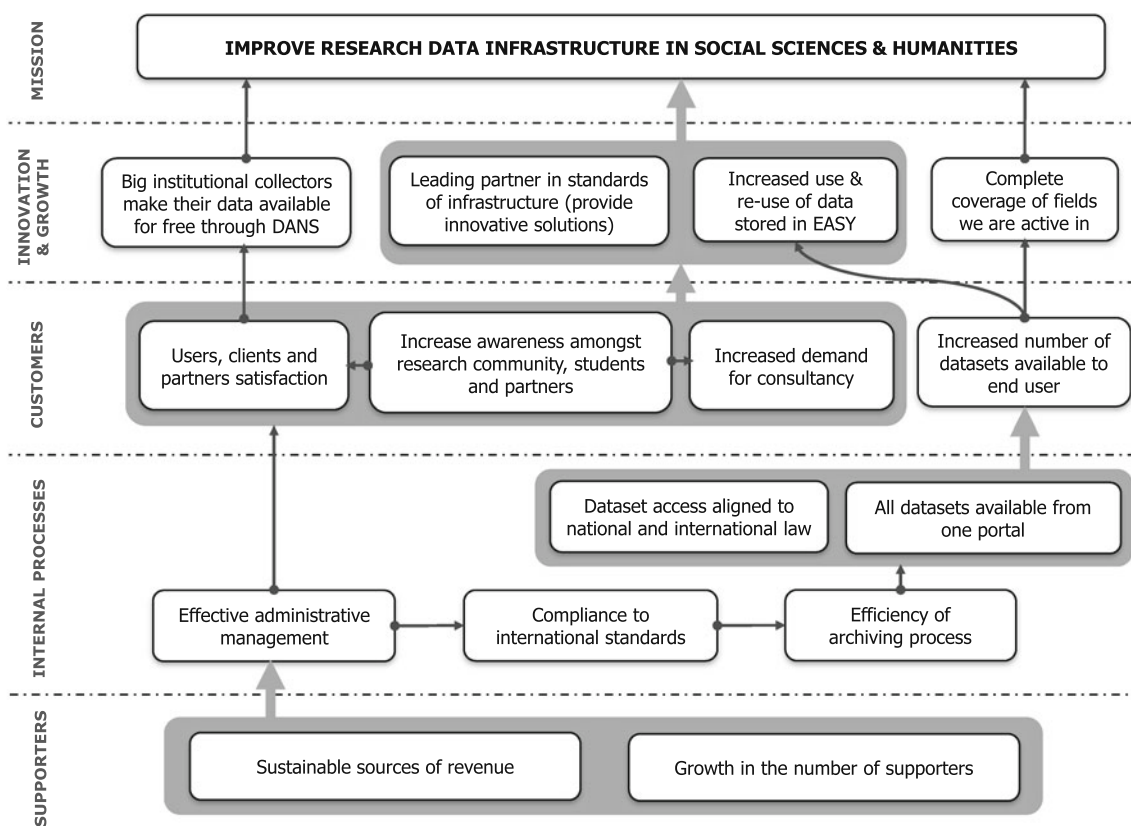 MISSION
IMPROVE RESEARCH DATA INFRASTRUCTURE IN SOCIAL SCIENCES & HUMANITIES
INNOVATION
& GROWTH
Big institutional collectors
make their data available
for free through DANS
Leading partner in standards
of infrastructure (provide
innovative solutions)
Increased use &
re-use of data
stored in EASY
Complete
coverage of fields
we are active in
CUSTOMERS
Users, clients and
partners satisfaction
Increase awareness amongst
research community, students
and partners
Increased demand
for consultancy
Increased number of
datasets available to
end user
INTERNAL PROCESSES
Dataset access aligned to
national and international law
All datasets available from
one portal
Effective administrative
management
Compliance to
international standards
Efficiency of
archiving process
SUPPORTERS
Sustainable sources of revenue
Growth in the number of supporters